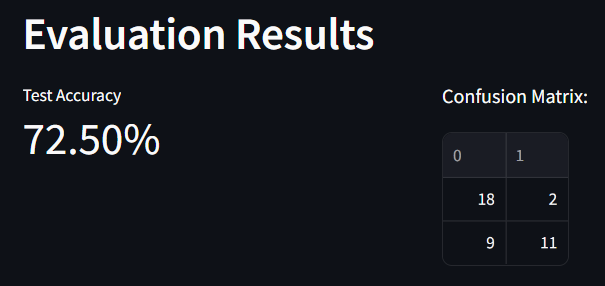 Evaluation Results
Test Accuracy
72.50%
Confusion Matrix:
0 1
18 2
9 11